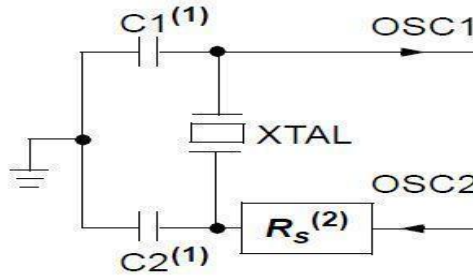 C1(1)
OSC1
XTAL
OSC2
Rs(2)
C2(1)